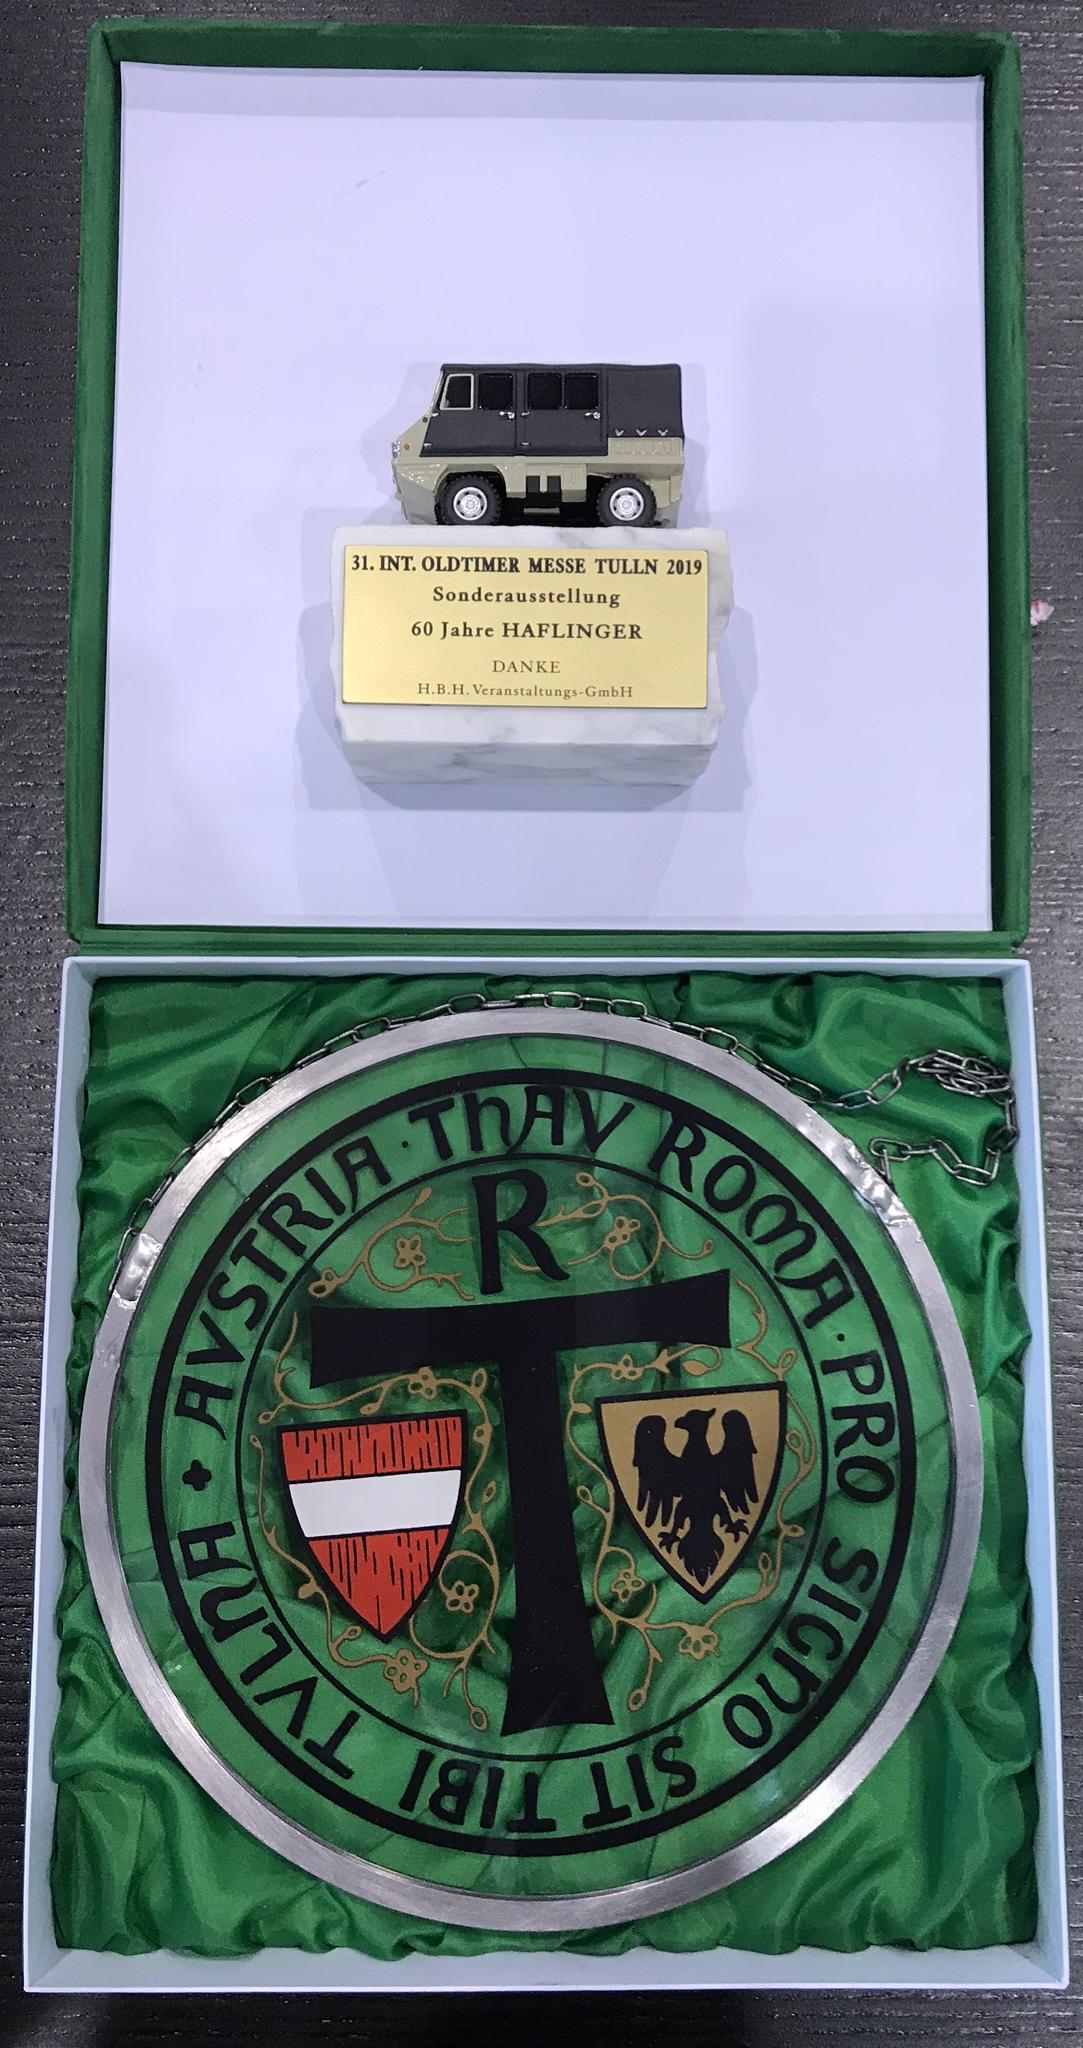 31. INT. OLDTIMER MESSE TULLN 2019
Sonderausstellung
60 Jahre HAFLINGER
DANKE
H.B.H. Veranstaltungs-GmbH
AVSTRIA · ThAV ROMA · PRO SIGNO SIT TIBI TVLNA
R
T